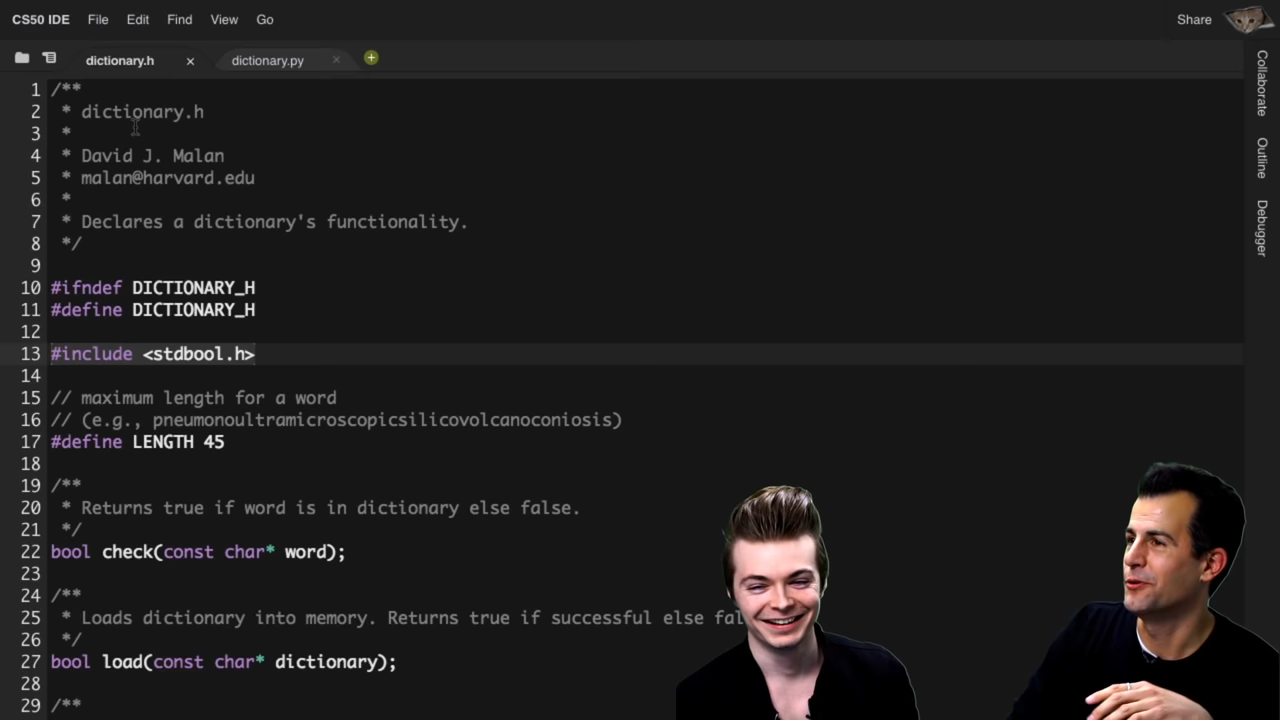 CS50 IDE File Edit Find View Go Share
dictionary.h × dictionary.py ×
Collaborate
Outline
Debugger
1 /**
2 * dictionary.h
3 *
4 * David J. Malan
5 * malan@harvard.edu
6 *
7 * Declares a dictionary's functionality.
8 */
9
10 #ifndef DICTIONARY_H
11 #define DICTIONARY_H
12
13 #include <stdbool.h>
14
15 // maximum length for a word
16 // (e.g., pneumonoultramicroscopicsilicovolcanoconiosis)
17 #define LENGTH 45
18
19 /**
20 * Returns true if word is in dictionary else false.
21 */
22 bool check(const char* word);
23
24 /**
25 * Loads dictionary into memory. Returns true if successful else fal
26 */
27 bool load(const char* dictionary);
28
29 /**